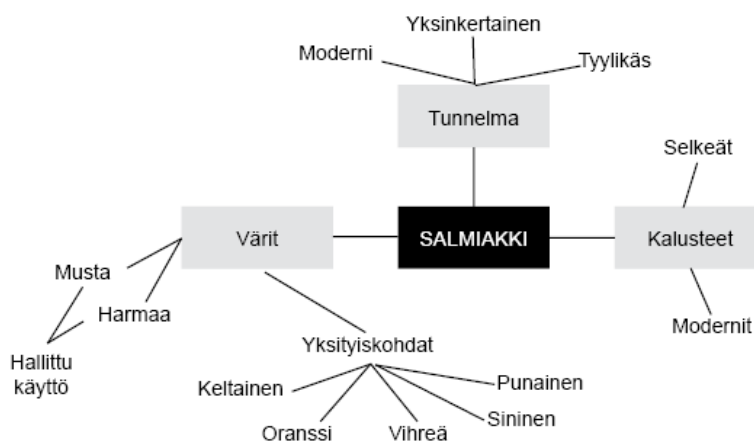 Yksinkertainen
Moderni
Tyylikäs
Tunnelma
Selkeät
Värit
SALMIAKKI
Kalusteet
Musta
Harmaa
Modernit
Yksityiskohdat
Hallittu
käyttö
Keltainen
Punainen
Sininen
Oranssi
Vihreä